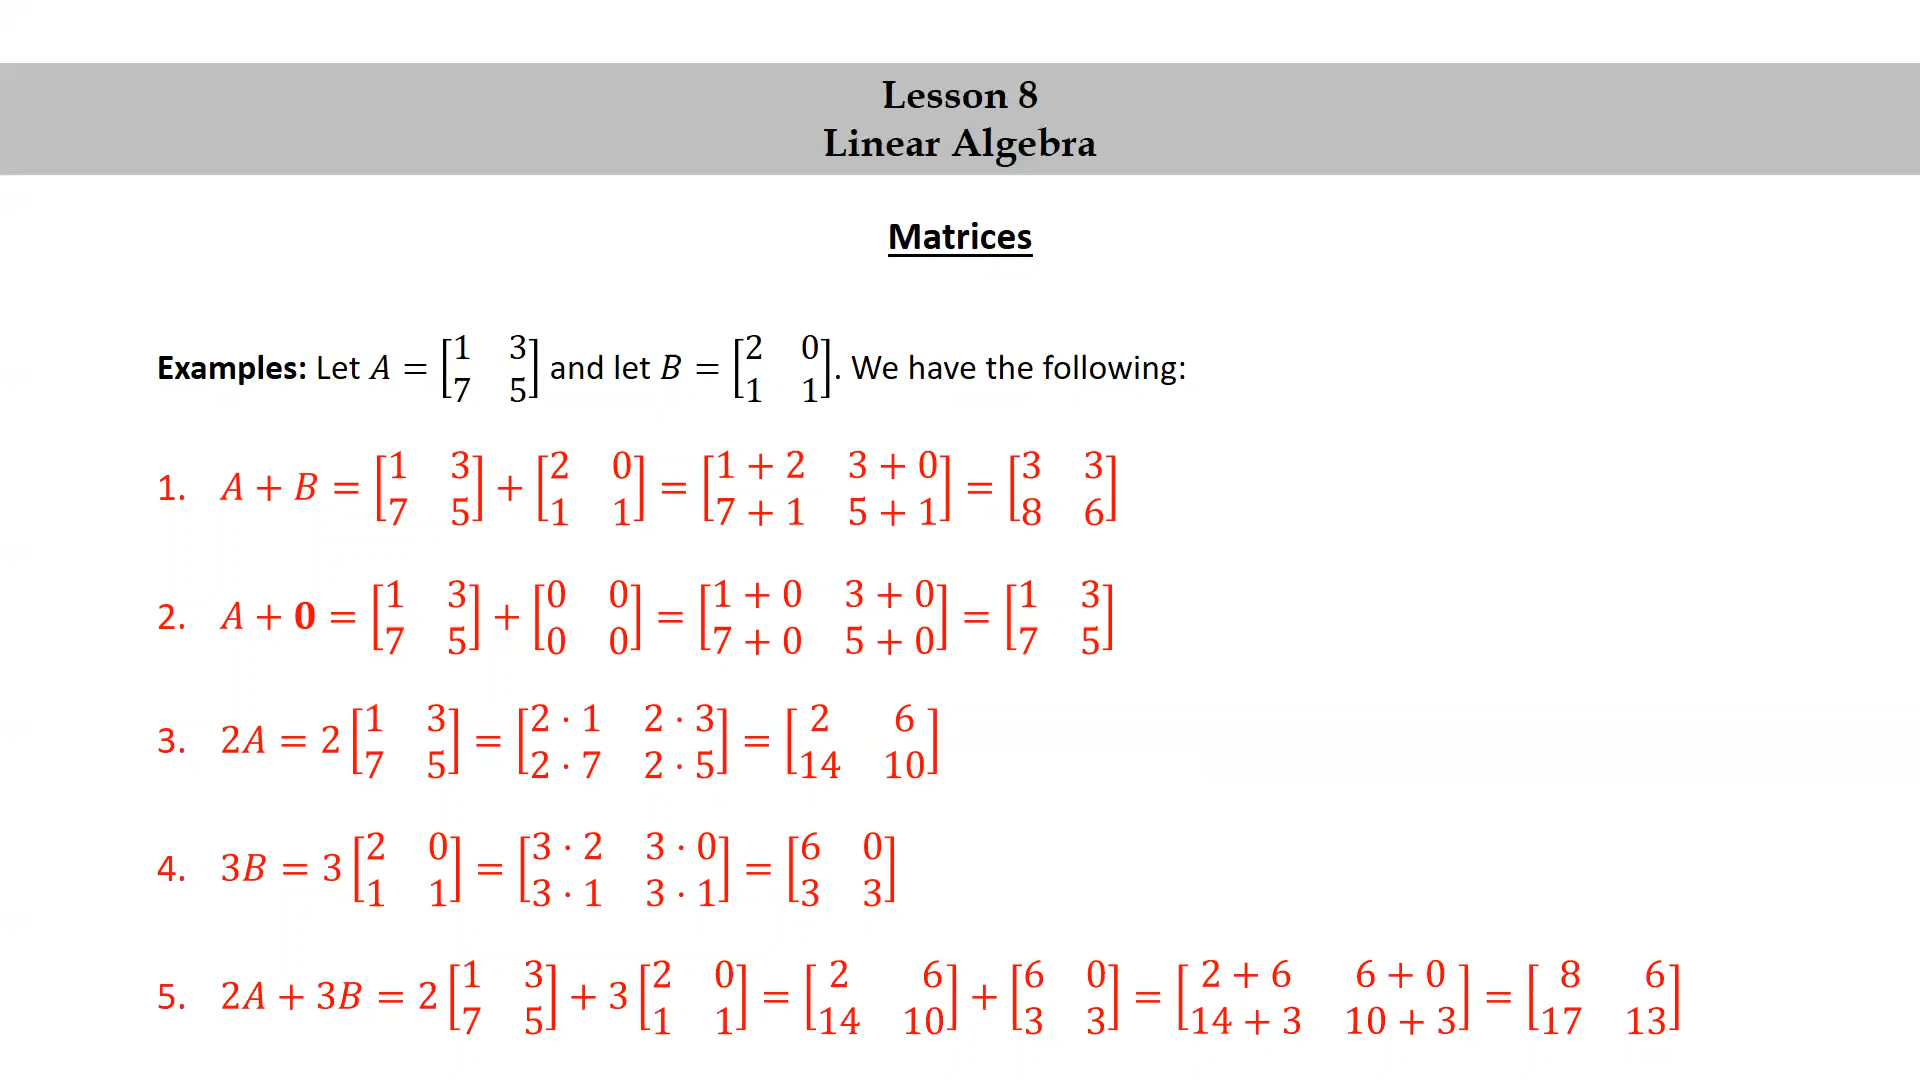 Lesson 8
Linear Algebra
Matrices
Examples: Let A = [1 3; 7 5] and let B = [2 0; 1 1]. We have the following:
1. A + B = [1 3; 7 5] + [2 0; 1 1] = [1 + 2 3 + 0; 7 + 1 5 + 1] = [3 3; 8 6]
2. A + 0 = [1 3; 7 5] + [0 0; 0 0] = [1 + 0 3 + 0; 7 + 0 5 + 0] = [1 3; 7 5]
3. 2A = 2 [1 3; 7 5] = [2 · 1 2 · 3; 2 · 7 2 · 5] = [2 6; 14 10]
4. 3B = 3 [2 0; 1 1] = [3 · 2 3 · 0; 3 · 1 3 · 1] = [6 0; 3 3]
5. 2A + 3B = 2 [1 3; 7 5] + 3 [2 0; 1 1] = [2 6; 14 10] + [6 0; 3 3] = [2 + 6 6 + 0; 14 + 3 10 + 3] = [8 6; 17 13]